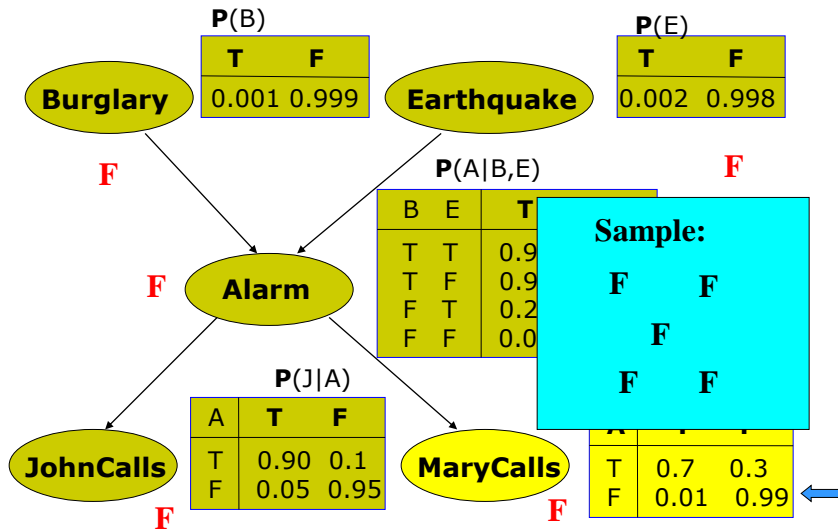 P(B)
T F
0.001 0.999
P(E)
T F
0.002 0.998
Burglary
Earthquake
F
F
P(A|B,E)
B E T
T T 0.9
T F 0.9
F T 0.2
F F 0.0
Sample:
F F
F
F F
F
Alarm
P(J|A)
A T F
T 0.90 0.1
F 0.05 0.95
JohnCalls
F
MaryCalls
F
T 0.7 0.3
F 0.01 0.99